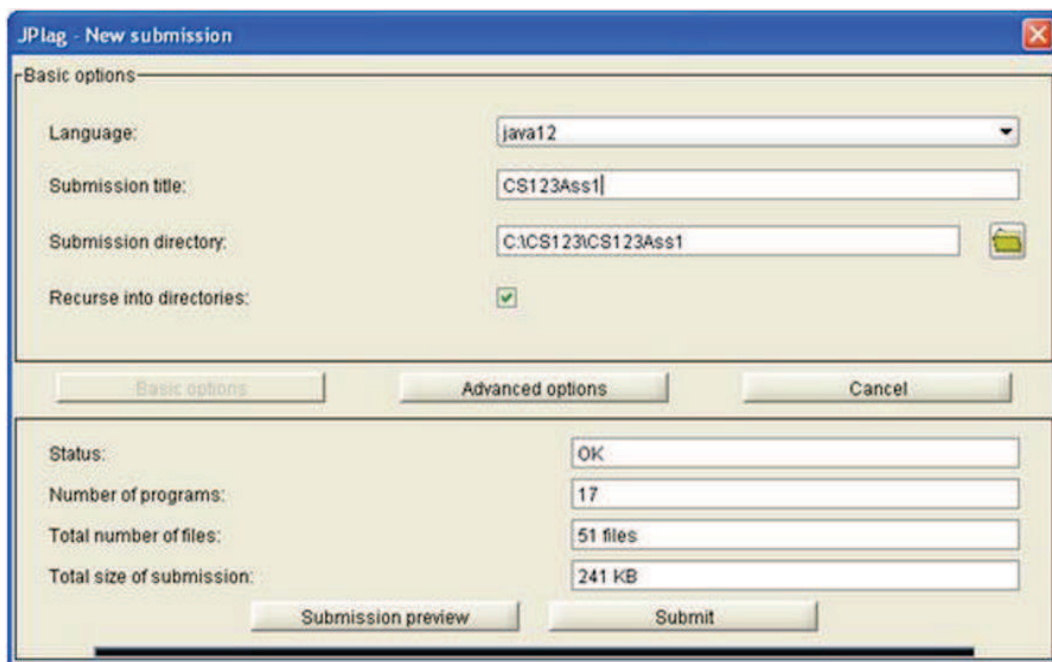 JPlag - New submission
Basic options
Language: java12
Submission title: CS123Ass1
Submission directory: C:\CS123\CS123Ass1
Recurse into directories:
Basic options Advanced options Cancel
Status: OK
Number of programs: 17
Total number of files: 51 files
Total size of submission: 241 KB
Submission preview Submit